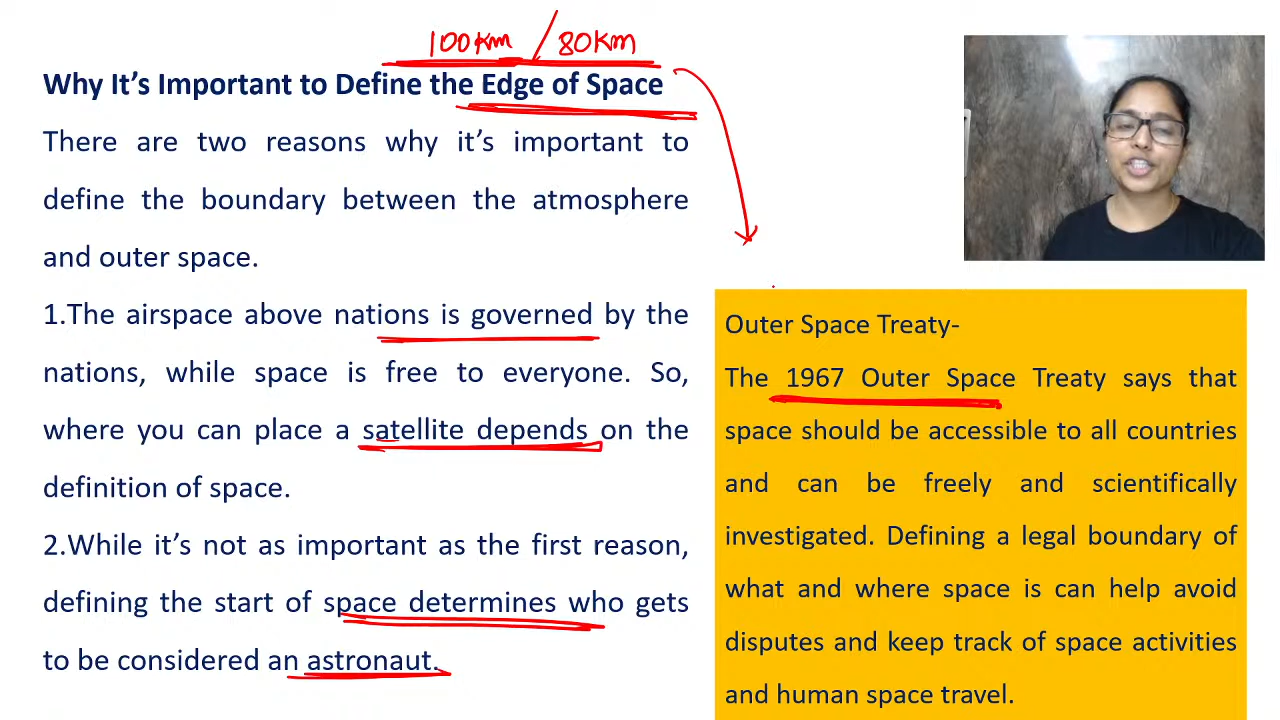 100km / 80km
Why It's Important to Define the Edge of Space
There are two reasons why it's important to
define the boundary between the atmosphere
and outer space.
1.The airspace above nations is governed by the
nations, while space is free to everyone. So,
where you can place a satellite depends on the
definition of space.
2.While it's not as important as the first reason,
defining the start of space determines who gets
to be considered an astronaut.
Outer Space Treaty-
The 1967 Outer Space Treaty says that
space should be accessible to all countries
and can be freely and scientifically
investigated. Defining a legal boundary of
what and where space is can help avoid
disputes and keep track of space activities
and human space travel.